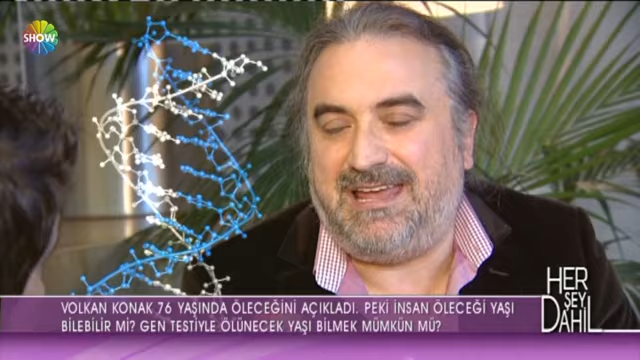 SHOW
VOLKAN KONAK 76 YAŞINDA ÖLECEĞİNİ AÇIKLADI. PEKİ İNSAN ÖLECEĞİ YAŞI
BİLEBİLİR Mİ? GEN TESTİYLE ÖLÜNECEK YAŞI BİLMEK MÜMKÜN MÜ?
HER
ŞEY
DAHİL